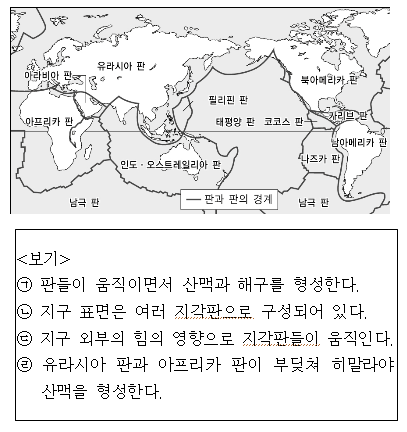 유라시아 판
아라비아 판
북아메리카 판
필리핀 판
카리브 판
아프리카 판
태평양 판
코코스 판
남아메리카 판
인도·오스트레일리아 판
나즈카 판
남극 판
판과 판의 경계
남극 판
<보기>
㉠ 판들이 움직이면서 산맥과 해구를 형성한다.
㉡ 지구 표면은 여러 지각판으로 구성되어 있다.
㉢ 지구 외부의 힘의 영향으로 지각판들이 움직인다.
㉣ 유라시아 판과 아프리카 판이 부딪쳐 히말라야
산맥을 형성한다.